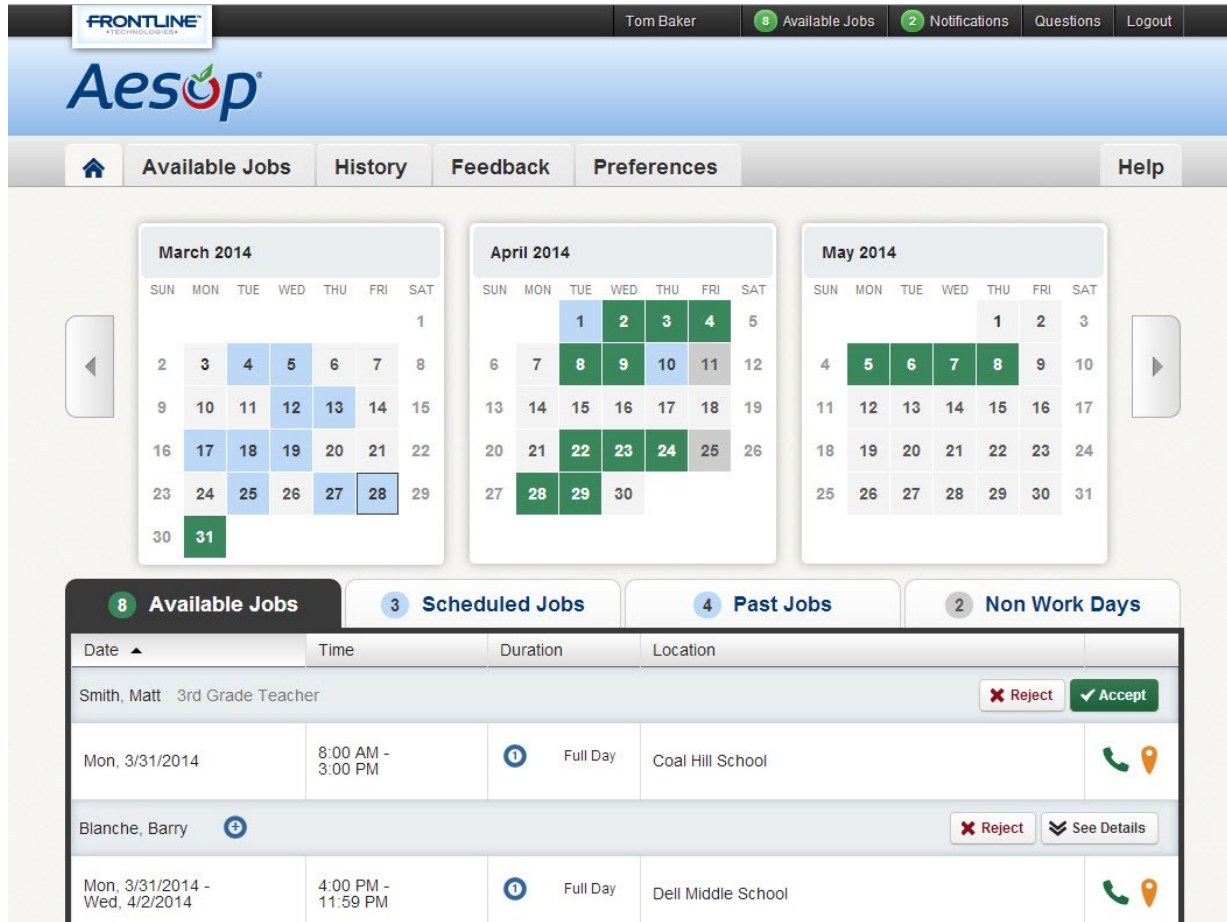 FRONTLINE
TECHNOLOGIES
Tom Baker 8 Available Jobs 2 Notifications Questions Logout
Aesop
Available Jobs History Feedback Preferences Help
March 2014 April 2014 May 2014
SUN MON TUE WED THU FRI SAT SUN MON TUE WED THU FRI SAT SUN MON TUE WED THU FRI SAT
1 1 2 3 4 5 1 2 3
2 3 4 5 6 7 8 6 7 8 9 10 11 12 4 5 6 7 8 9 10
9 10 11 12 13 14 15 13 14 15 16 17 18 19 11 12 13 14 15 16 17
16 17 18 19 20 21 22 20 21 22 23 24 25 26 18 19 20 21 22 23 24
23 24 25 26 27 28 29 27 28 29 30 25 26 27 28 29 30 31
30 31
8 Available Jobs 3 Scheduled Jobs 4 Past Jobs 2 Non Work Days
Date Time Duration Location
Smith, Matt 3rd Grade Teacher Reject Accept
Mon, 3/31/2014 8:00 AM - 1 Full Day Coal Hill School
3:00 PM
Blanche, Barry Reject See Details
Mon, 3/31/2014 - 4:00 PM - 1 Full Day Dell Middle School
Wed, 4/2/2014 11:59 PM